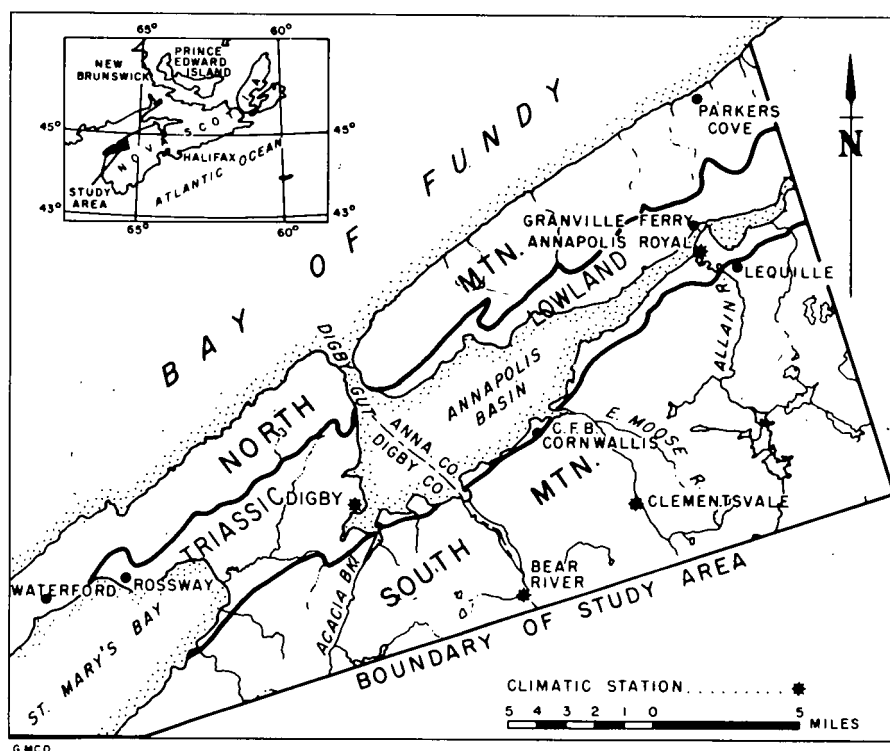 65°
60°
NEW BRUNSWICK
PRINCE EDWARD ISLAND
45°
45°
NOVA SCOTIA
HALIFAX
ATLANTIC OCEAN
STUDY AREA
43°
43°
65°
60°
N
BAY OF FUNDY
PARKERS COVE
GRANVILLE FERRY
ANNAPOLIS ROYAL
LEQUILLE
ALLAIN R.
NORTH MTN.
TRIASSIC LOWLAND
DIGBY GUT
ANNAPOLIS BASIN
ANNA CO
DIGBY CO
C.F.B. CORNWALLIS
E. MOOSE R.
SOUTH MTN.
CLEMENTSVALE
DIGBY
BEAR RIVER
ACACIA BK
WATERFORD
ROSSWAY
ST. MARY'S BAY
BOUNDARY OF STUDY AREA
CLIMATIC STATION
5 4 3 2 1 0 5 MILES
G.MCD.